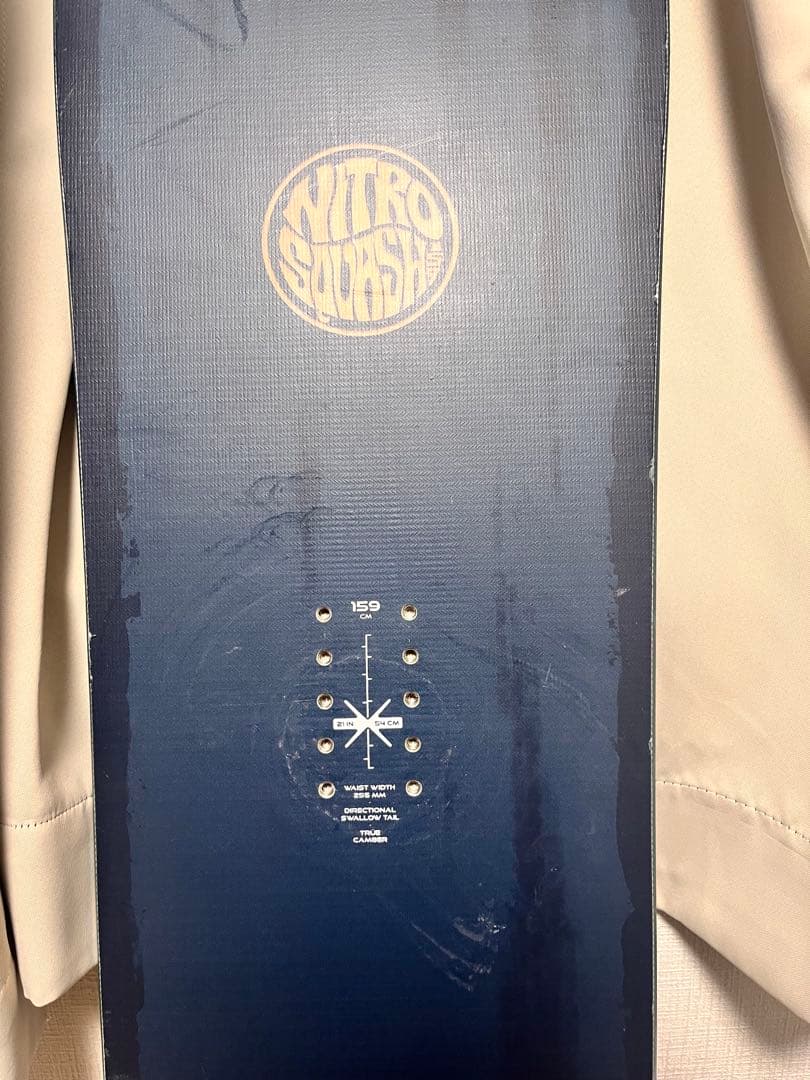 NITRO
SQUASH
159
CM
21 IN 54 CM
WAIST WIDTH
255 MM
DIRECTIONAL
SWALLOW TAIL
TRUE
CAMBER